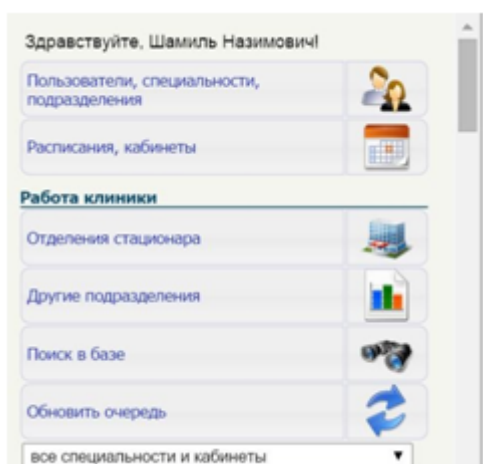 Здравствуйте, Шамиль Назимович!
Пользователи, специальности,
подразделения
Расписания, кабинеты
Работа клиники
Отделения стационара
Другие подразделения
Поиск в базе
Обновить очередь
все специальности и кабинеты